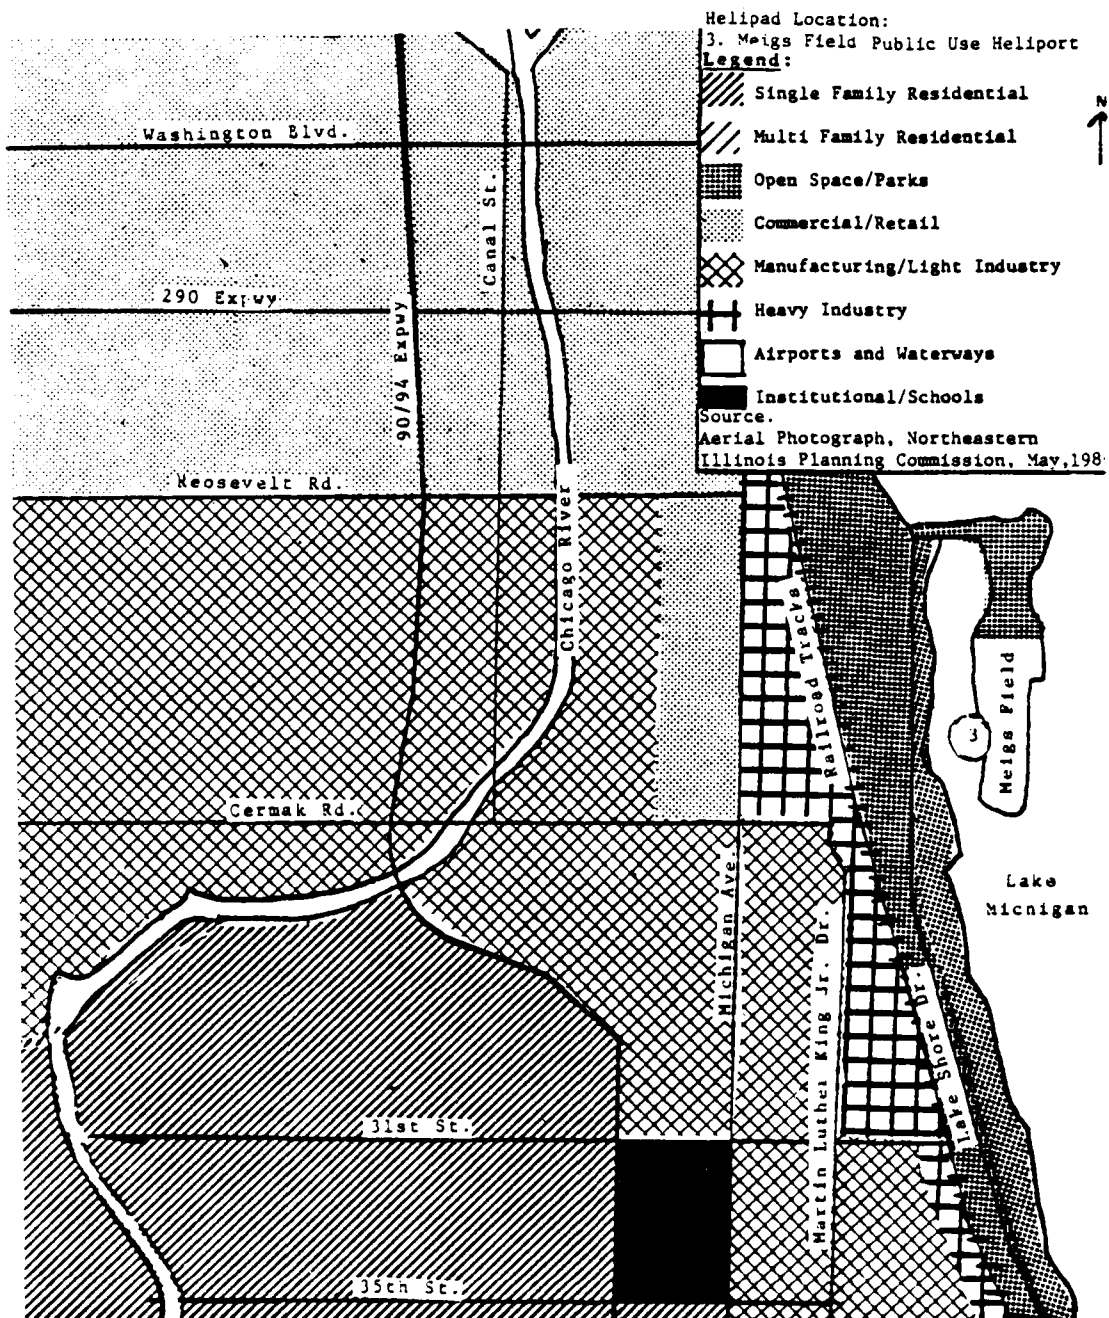 Helipad Location:
3. Meigs Field Public Use Heliport
Legend:
Single Family Residential
Multi Family Residential
Open Space/Parks
Commercial/Retail
Manufacturing/Light Industry
Heavy Industry
Airports and Waterways
Institutional/Schools
Source.
Aerial Photograph, Northeastern
Illinois Planning Commission, May,198
N
Washington Blvd.
Canal St.
290 Expwy
90/94 Expwy
Reosevelt Rd.
Chicago River
Railroad Tracks
Meigs Field
3
Cermak Rd.
Michigan Ave.
Lake
Michigan
Martin Luther King Jr. Dr.
Lake Shore Dr.
31st St.
35th St.